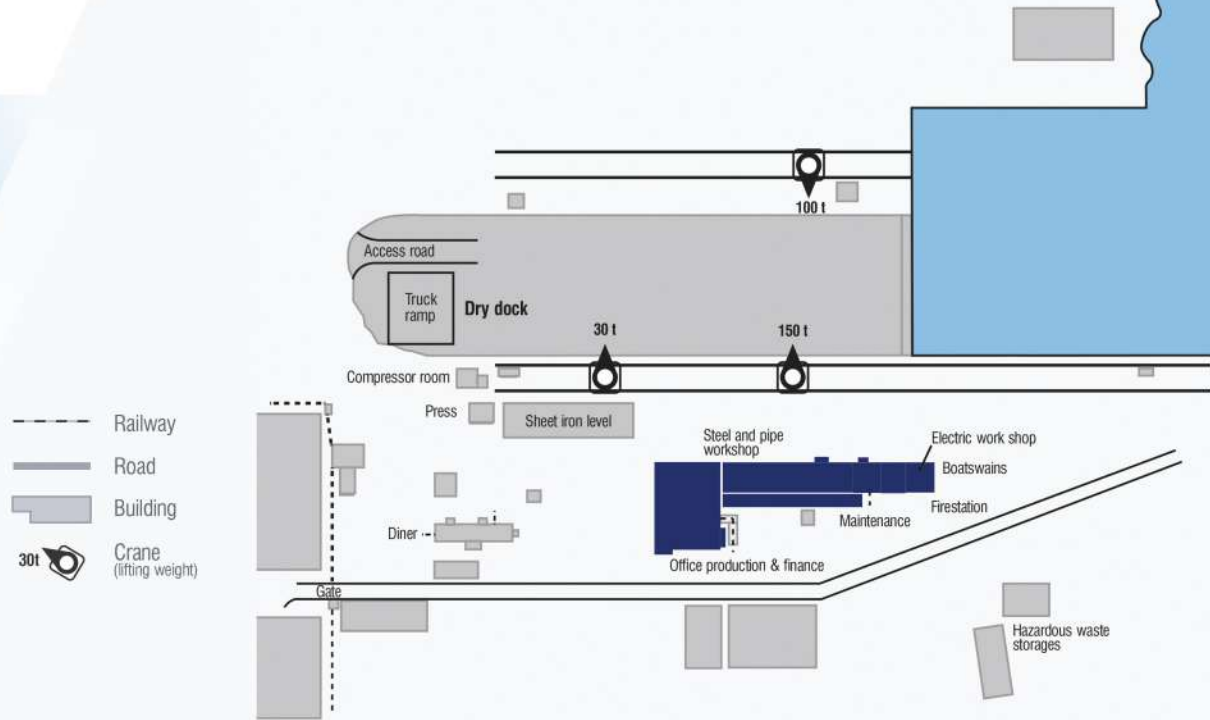 100 t
Access road
Truck
ramp
Dry dock
30 t
150 t
Compressor room
Press
Sheet iron level
Railway
Road
Building
30t
Crane
(lifting weight)
Steel and pipe
workshop
Electric work shop
Boatswains
Firestation
Maintenance
Diner
Office production & finance
Gate
Hazardous waste
storages